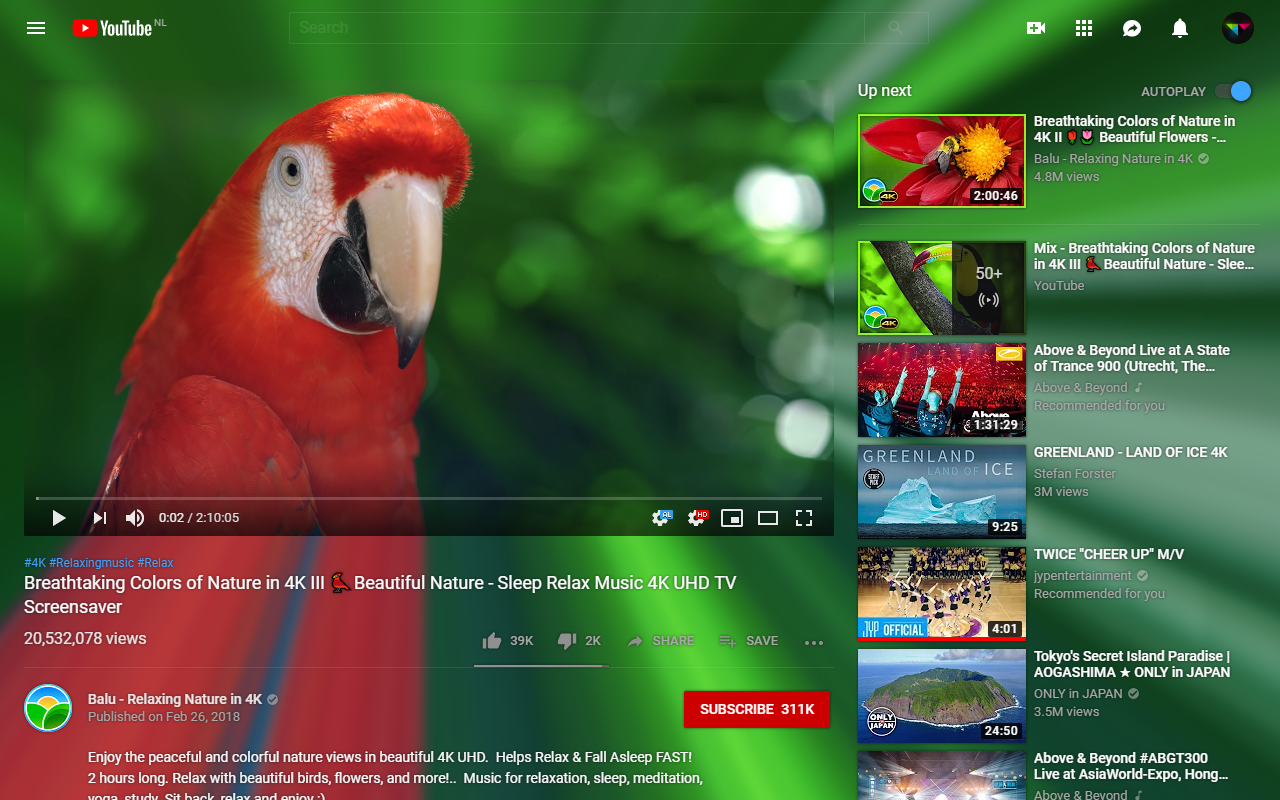 YouTube NL
Search
Up next
AUTOPLAY
Breathtaking Colors of Nature in
4K II 🌹🌷 Beautiful Flowers -...
Balu - Relaxing Nature in 4K
4.8M views
4K
2:00:46
Mix - Breathtaking Colors of Nature
in 4K III 🐦 Beautiful Nature - Slee...
YouTube
50+
4K
Above & Beyond Live at A State
of Trance 900 (Utrecht, The...
Above & Beyond
Recommended for you
Above
1:31:29
GREENLAND - LAND OF ICE 4K
Stefan Forster
3M views
GREENLAND
LAND OF ICE
STAFF PICK
9:25
TWICE "CHEER UP" M/V
jypentertainment
Recommended for you
JYP OFFICIAL
4:01
Tokyo's Secret Island Paradise |
AOGASHIMA ★ ONLY in JAPAN
ONLY in JAPAN
3.5M views
ONLY in JAPAN
24:50
Above & Beyond #ABGT300
Live at AsiaWorld-Expo, Hong...
Above & Beyond
0:02 / 2:10:05
AL
HD
#4K #Relaxingmusic #Relax
Breathtaking Colors of Nature in 4K III 🐦 Beautiful Nature - Sleep Relax Music 4K UHD TV
Screensaver
20,532,078 views
39K
2K
SHARE
SAVE
Balu - Relaxing Nature in 4K
Published on Feb 26, 2018
SUBSCRIBE 311K
Enjoy the peaceful and colorful nature views in beautiful 4K UHD. Helps Relax & Fall Asleep FAST!
2 hours long. Relax with beautiful birds, flowers, and more!.. Music for relaxation, sleep, meditation,
yoga, study. Sit back, relax and enjoy :)